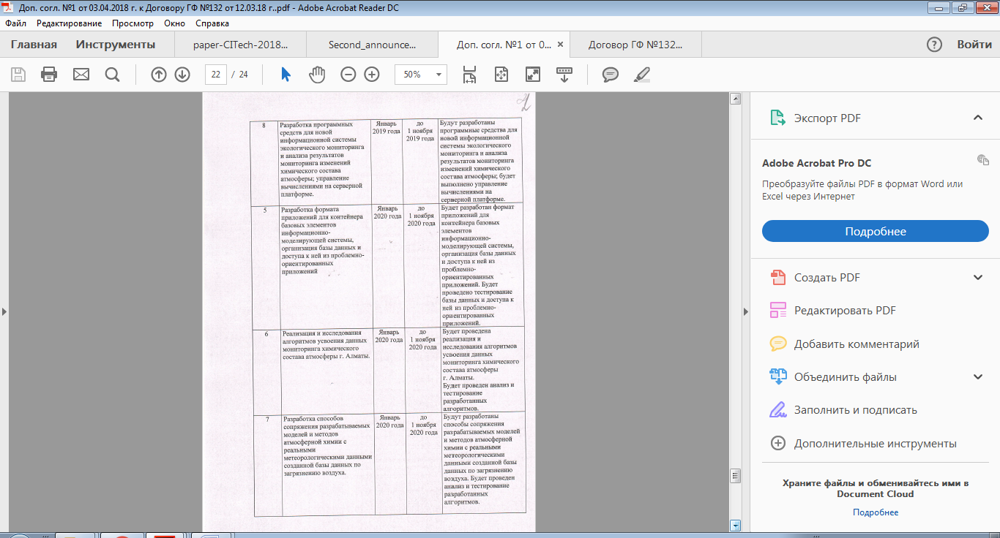 Доп. согл. №1 от 03.04.2018 г. к Договору ГФ №132 от 12.03.18 г..pdf - Adobe Acrobat Reader DC
Файл Редактирование Просмотр Окно Справка
Главная Инструменты paper-CITech-2018... Second_announce... Доп. согл. №1 от 0... Договор ГФ №132... Войти
22 / 24 50%
8
Разработка программных
средств для новой
информационной системы
экологического мониторинга
и анализа результатов
мониторинга изменений
химического состава
атмосферы; управление
вычислениями на серверной
платформе.
Январь
2019 года
до
1 ноября
2019 года
Будут разработаны
программные средства для
новой информационной
системы экологического
мониторинга и анализа
результатов мониторинга
изменений химического
состава атмосферы; будет
выполнено управление
вычислениями на
серверной платформе.
5
Разработка формата
приложений для контейнера
базовых элементов
информационно-
моделирующей системы,
организация базы данных и
доступа к ней из проблемно-
ориентированных
приложений
Январь
2020 года
до
1 ноября
2020 года
Будет разработан формат
приложений для
контейнера базовых
элементов
информационно-
моделирующей системы,
организация базы данных
и доступа к ней из
проблемно-
ориентированных
приложений. Будет
проведено тестирование
базы данных и доступа к
ней из проблемно-
ориентированных
приложений.
6
Реализация и исследования
алгоритмов усвоения данных
мониторинга химического
состава атмосферы г. Алматы.
Январь
2020 года
до
1 ноября
2020 года
Будет проведена
реализация и
исследования алгоритмов
усвоения данных
мониторинга химического
состава атмосферы
г. Алматы.
Будет проведен анализ и
тестирование
разработанных
алгоритмов.
7
Разработка способов
сопряжения разрабатываемых
моделей и методов
атмосферной химии с
реальными
метеорологическими данными
созданной базы данных по
загрязнению воздуха.
Январь
2020 года
до
1 ноября
2020 года
Будут разработаны
способы сопряжения
разрабатываемых моделей
и методов атмосферной
химии с реальными
метеорологическими
данными созданной базы
данных по загрязнению
воздуха. Будет проведен
анализ и тестирование
разработанных
алгоритмов.
Экспорт PDF
Adobe Acrobat Pro DC
Преобразуйте файлы PDF в формат Word или
Excel через Интернет
Подробнее
Создать PDF
Редактировать PDF
Добавить комментарий
Объединить файлы
Заполнить и подписать
Дополнительные инструменты
Храните файлы и обменивайтесь ими в
Document Cloud
Подробнее